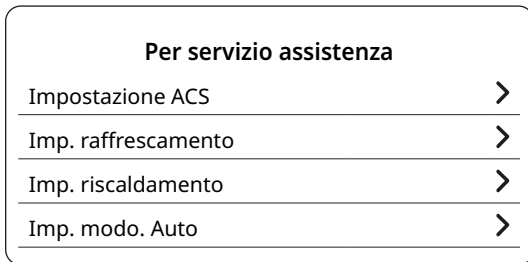 Per servizio assistenza
Impostazione ACS
Imp. raffrescamento
Imp. riscaldamento
Imp. modo. Auto